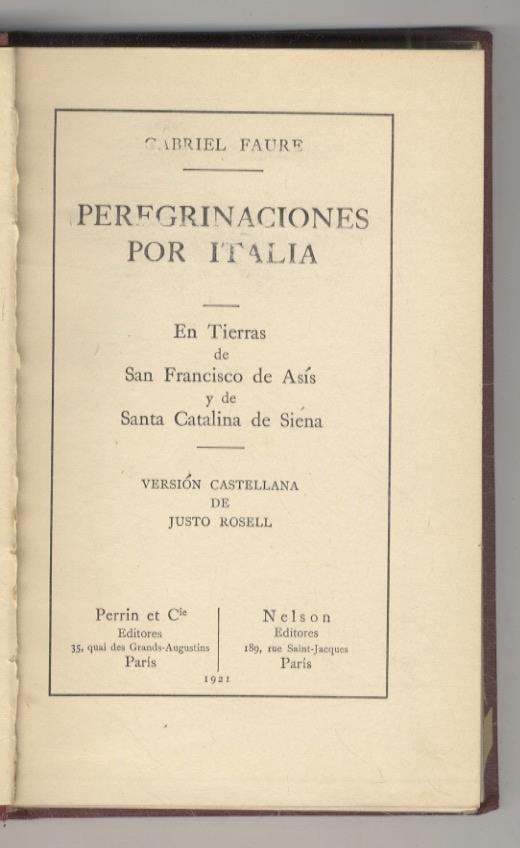 GABRIEL FAURE
PEREGRINACIONES
POR ITALIA
En Tierras
de
San Francisco de Asís
y de
Santa Catalina de Siena
VERSIÓN CASTELLANA
DE
JUSTO ROSELL
Perrin et Cie
Editores
35, quai des Grands-Augustins
París
Nelson
Editores
189, rue Saint-Jacques
París
1921